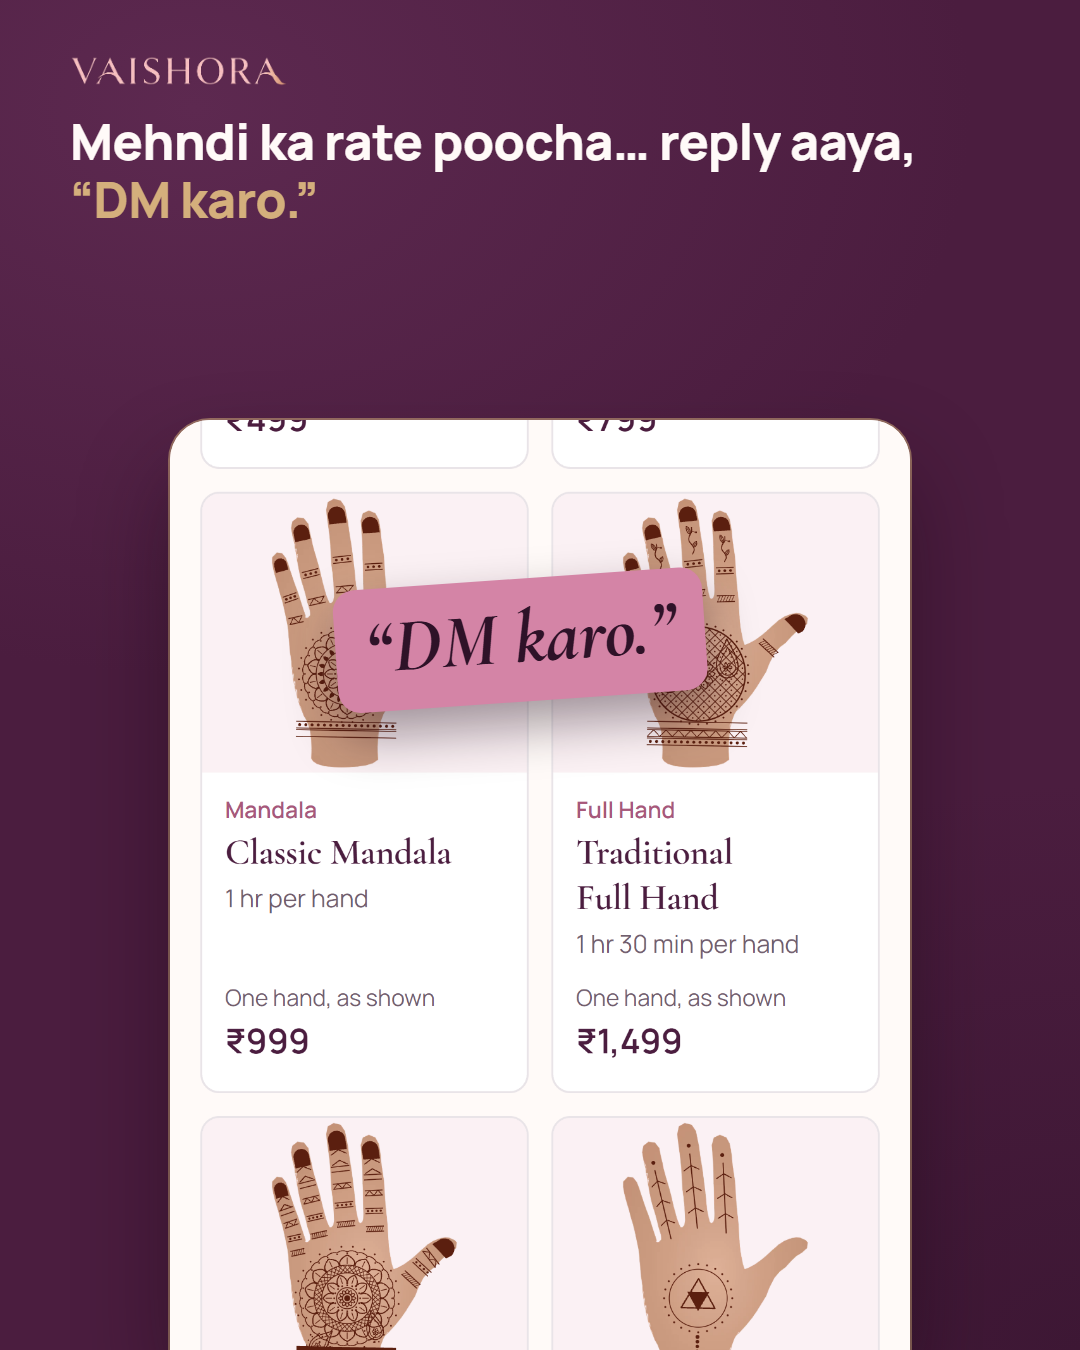 VAISHORA
Mehndi ka rate poocha... reply aaya,
“DM karo.”
₹499
₹799
“DM karo.”
Mandala
Classic Mandala
1 hr per hand
One hand, as shown
₹999
Full Hand
Traditional
Full Hand
1 hr 30 min per hand
One hand, as shown
₹1,499